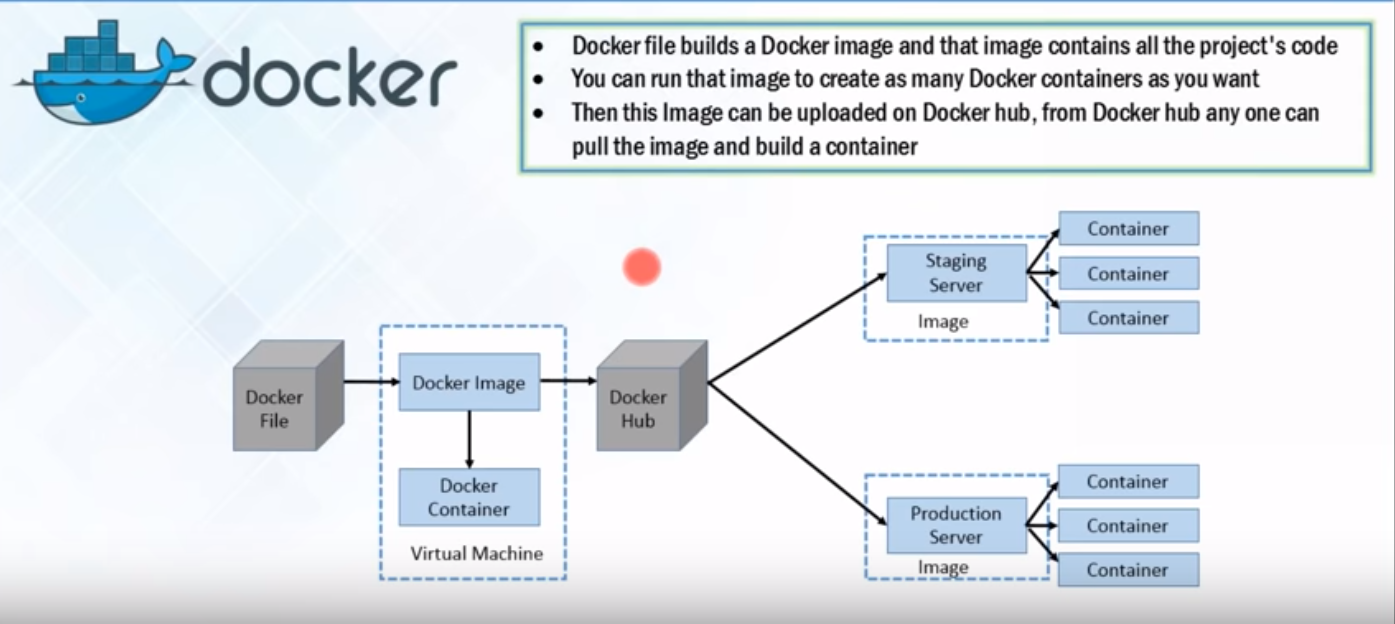 docker
• Docker file builds a Docker image and that image contains all the project's code
• You can run that image to create as many Docker containers as you want
• Then this Image can be uploaded on Docker hub, from Docker hub any one can
pull the image and build a container
Docker
File
Docker Image
Docker
Container
Virtual Machine
Docker
Hub
Staging
Server
Image
Container
Container
Container
Production
Server
Image
Container
Container
Container